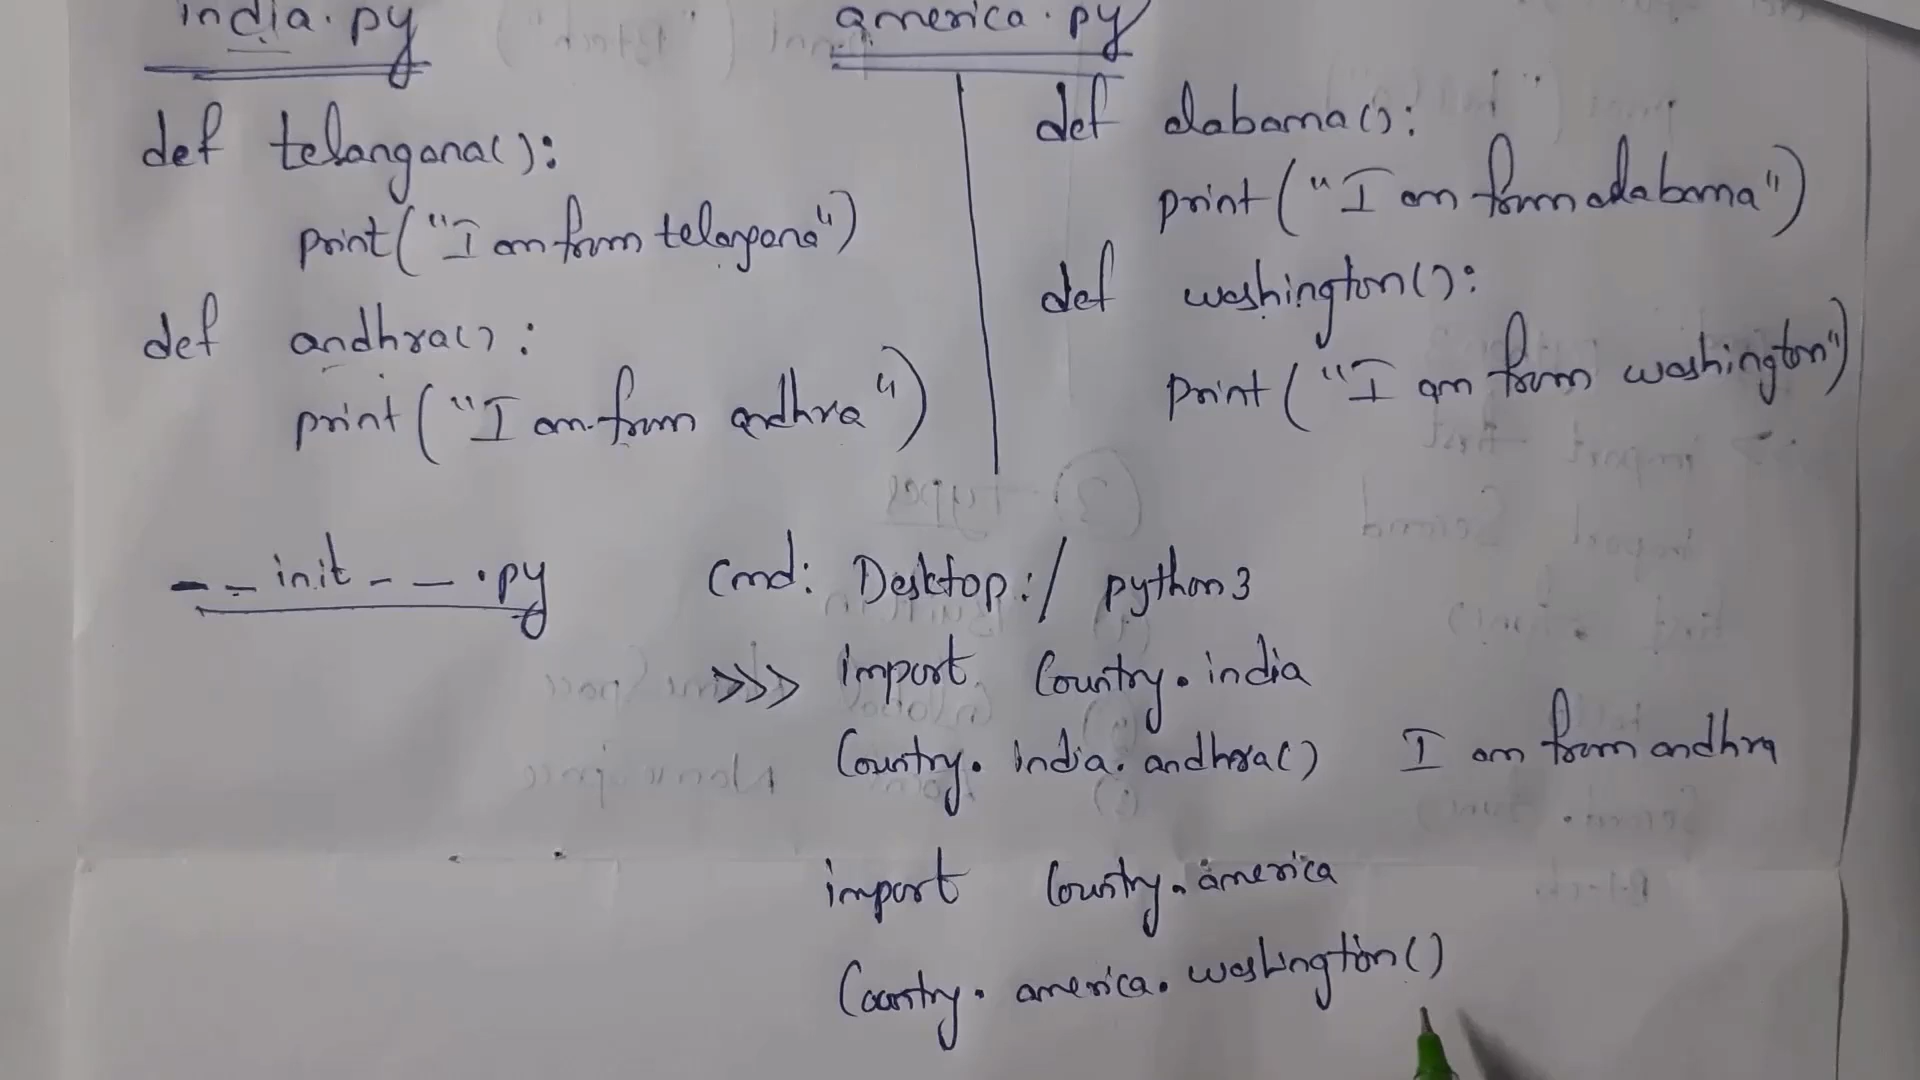 india.py
def telangana():
print("I am from telangana")
def andhra():
print("I am from andhra")
america.py
def alabama():
print("I am from alabama")
def washington():
print("I am from washington")
__init__.py
Cmd: Desktop:/ python3
>>> import Country.india
Country.india.andhra() I am from andhra
import Country.america
Country.america.washington()
② types